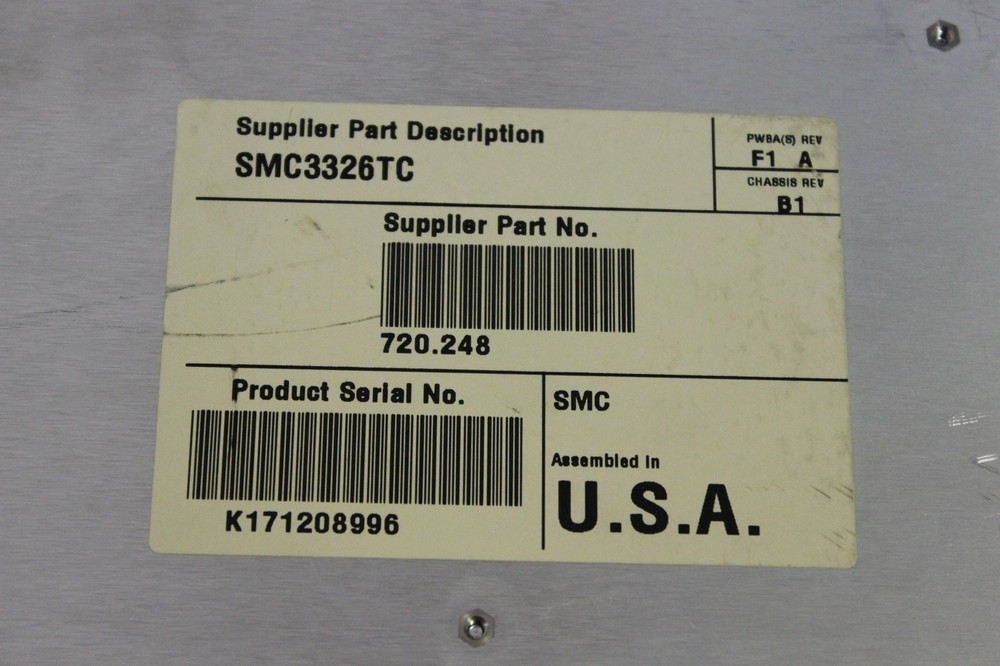 Supplier Part Description
SMC3326TC
PWBA(S) REV
F1 A
CHASSIS REV
B1
Supplier Part No.
720.248
Product Serial No.
K171208996
SMC
Assembled in
U.S.A.